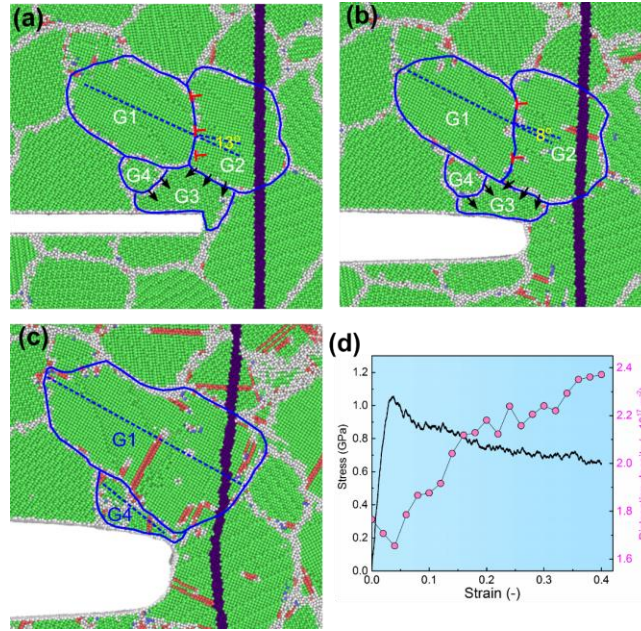 (a)
G1
13°
G2
G4
G3
(b)
G1
8°
G2
G4
G3
(c)
G1
G4
(d)
Stress (GPa)
1.2
1.0
0.8
0.6
0.4
0.2
0.0
2.4
2.2
2.0
1.8
1.6
0.0 0.1 0.2 0.3 0.4
Strain (-)